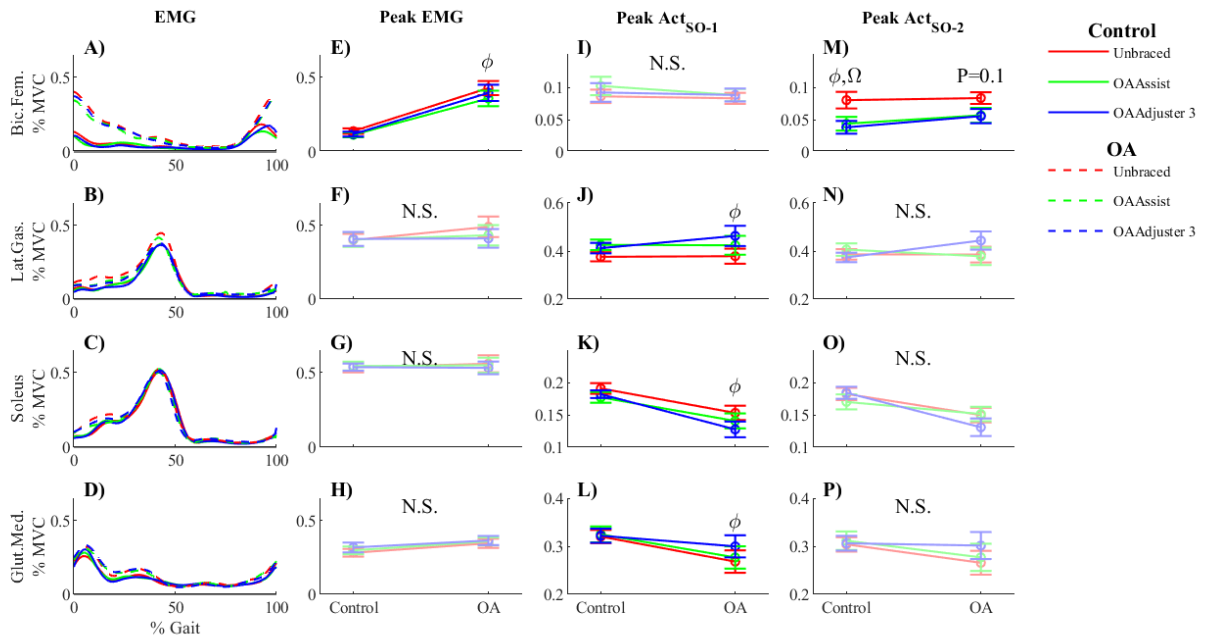 EMG
Peak EMG
Peak Act SO-1
Peak Act SO-2
A)
E)
I)
M)
Bic.Fem.
% MVC
0.5
0
0
50
100
0.5
0
ϕ
0.1
0.05
0
N.S.
0.1
0.05
0
ϕ,Ω
P=0.1
B)
F)
J)
N)
Lat.Gas.
% MVC
0.5
0
0
50
100
0.5
0
N.S.
0.6
0.4
0.2
ϕ
0.6
0.4
0.2
N.S.
C)
G)
K)
O)
Soleus
% MVC
0.5
0
0
50
100
0.5
0
N.S.
0.2
0.15
0.1
ϕ
0.2
0.15
0.1
N.S.
D)
H)
L)
P)
Glut.Med.
% MVC
0.5
0
0
50
100
% Gait
0.5
0
N.S.
Control
OA
0.4
0.3
0.2
ϕ
Control
OA
0.4
0.3
0.2
N.S.
Control
OA
Control
Unbraced
OAAssist
OAAdjuster 3
OA
Unbraced
OAAssist
OAAdjuster 3